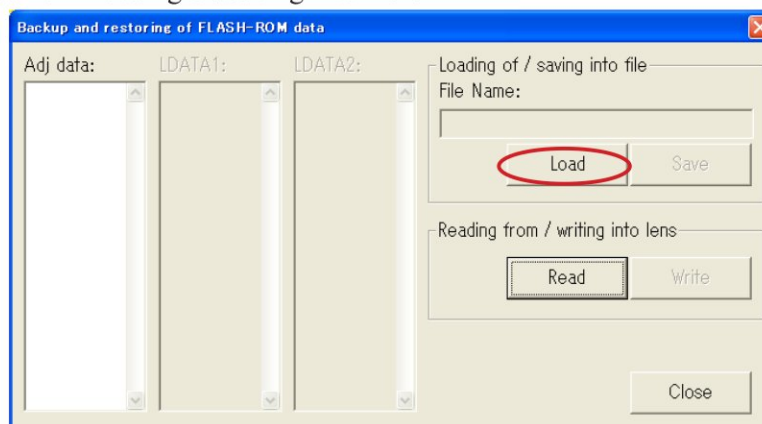 Backup and restoring of FLASH-ROM data
Adj data:
LDATA1:
LDATA2:
Loading of / saving into file
File Name:
Load
Save
Reading from / writing into lens
Read
Write
Close